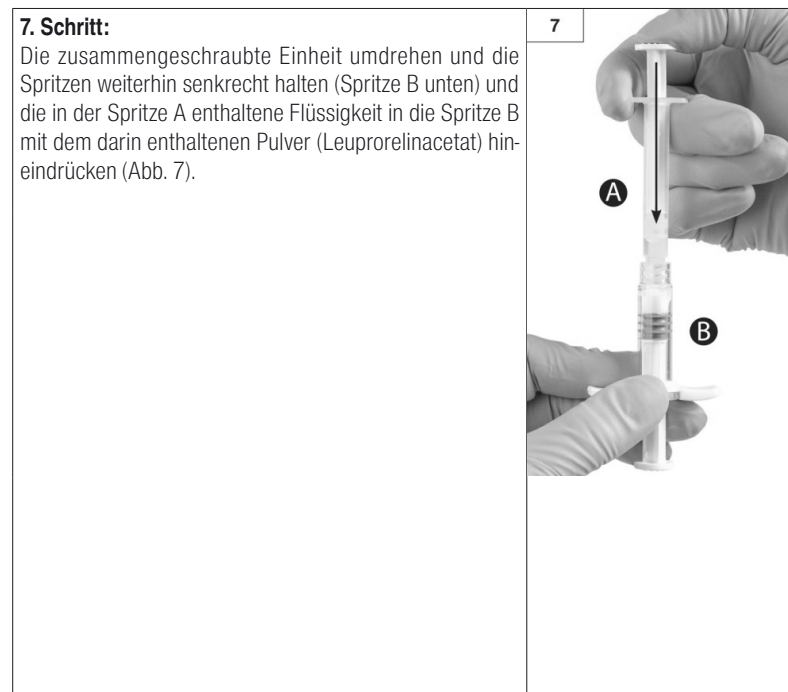 7. Schritt:
Die zusammengeschraubte Einheit umdrehen und die
Spritzen weiterhin senkrecht halten (Spritze B unten) und
die in der Spritze A enthaltene Flüssigkeit in die Spritze B
mit dem darin enthaltenen Pulver (Leuprorelinacetat) hin-
eindrücken (Abb. 7).
7
A
B